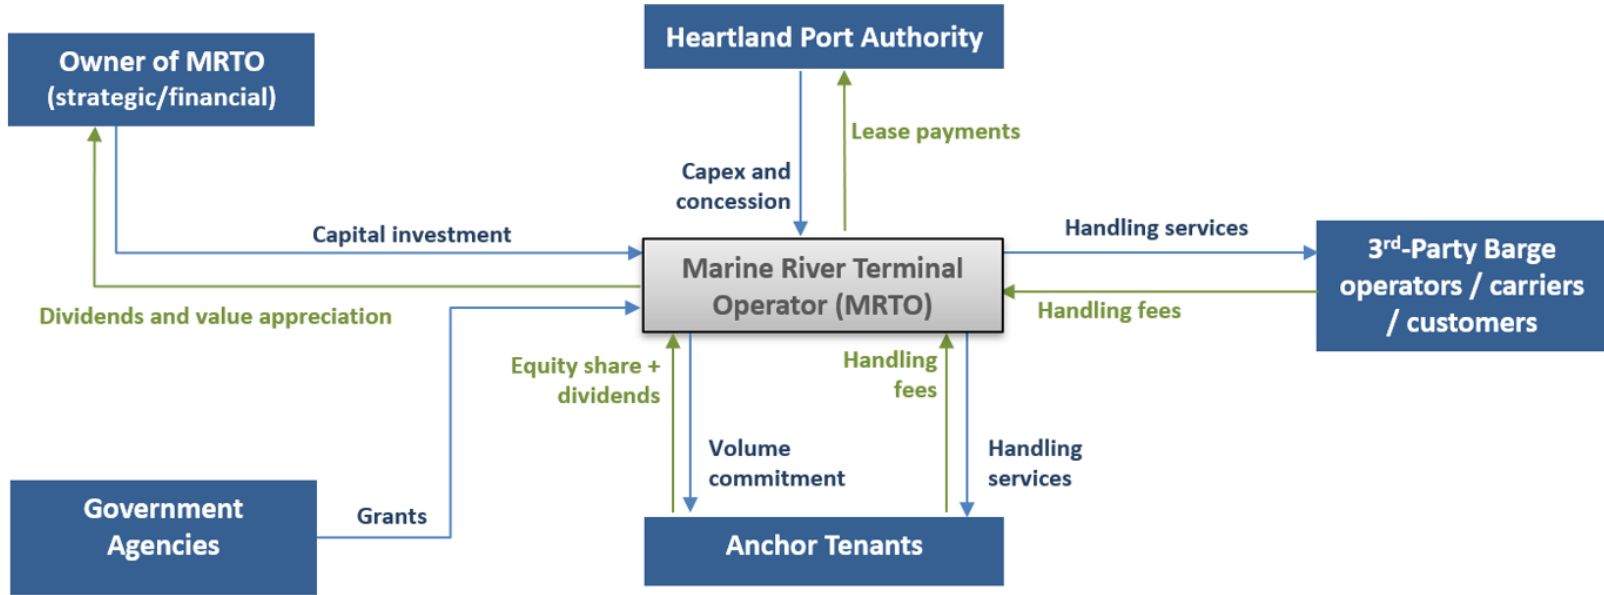 Heartland Port Authority
Owner of MRTO
(strategic/financial)
Lease payments
Capex and
concession
Capital investment
Handling services
Marine River Terminal
Operator (MRTO)
3rd-Party Barge
operators / carriers
/ customers
Dividends and value appreciation
Handling fees
Equity share +
dividends
Handling
fees
Volume
commitment
Handling
services
Government
Agencies
Grants
Anchor Tenants